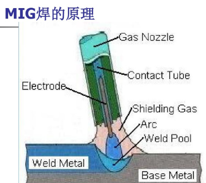 MIG焊的原理
Gas Nozzle
Contact Tube
Electrode
Shielding Gas
Arc
Weld Pool
Weld Metal
Base Metal